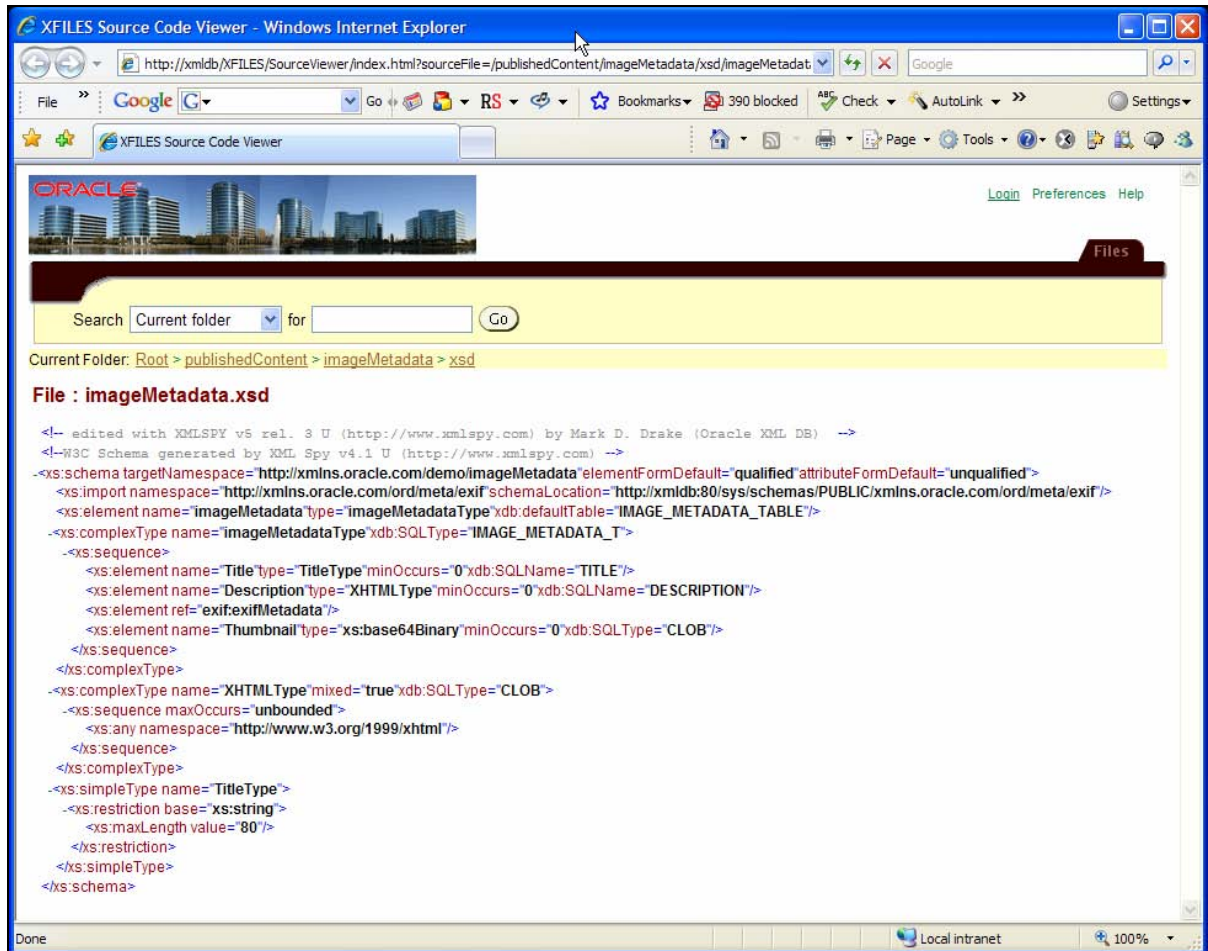 XFILES Source Code Viewer - Windows Internet Explorer
http://xmldb/XFILES/SourceViewer/index.html?sourceFile=/publishedContent/imageMetadata/xsd/imageMetadat
Google
File » Google G Go RS Bookmarks 390 blocked ABC Check AutoLink » Settings
XFILES Source Code Viewer Page Tools
ORACLE
Login Preferences Help
Files
Search Current folder for Go
Current Folder: Root > publishedContent > imageMetadata > xsd
File : imageMetadata.xsd
<!-- edited with XMLSPY v5 rel. 3 U (http://www.xmlspy.com) by Mark D. Drake (Oracle XML DB) -->
<!--W3C Schema generated by XML Spy v4.1 U (http://www.xmlspy.com) -->
-<xs:schema targetNamespace="http://xmlns.oracle.com/demo/imageMetadata"elementFormDefault="qualified"attributeFormDefault="unqualified">
<xs:import namespace="http://xmlns.oracle.com/ord/meta/exif"schemaLocation="http://xmldb:80/sys/schemas/PUBLIC/xmlns.oracle.com/ord/meta/exif"/>
<xs:element name="imageMetadata"type="imageMetadataType"xdb:defaultTable="IMAGE_METADATA_TABLE"/>
-<xs:complexType name="imageMetadataType"xdb:SQLType="IMAGE_METADATA_T">
-<xs:sequence>
<xs:element name="Title"type="TitleType"minOccurs="0"xdb:SQLName="TITLE"/>
<xs:element name="Description"type="XHTMLType"minOccurs="0"xdb:SQLName="DESCRIPTION"/>
<xs:element ref="exif:exifMetadata"/>
<xs:element name="Thumbnail"type="xs:base64Binary"minOccurs="0"xdb:SQLType="CLOB"/>
</xs:sequence>
</xs:complexType>
-<xs:complexType name="XHTMLType"mixed="true"xdb:SQLType="CLOB">
-<xs:sequence maxOccurs="unbounded">
<xs:any namespace="http://www.w3.org/1999/xhtml"/>
</xs:sequence>
</xs:complexType>
-<xs:simpleType name="TitleType">
-<xs:restriction base="xs:string">
<xs:maxLength value="80"/>
</xs:restriction>
</xs:simpleType>
</xs:schema>
Done Local intranet 100%